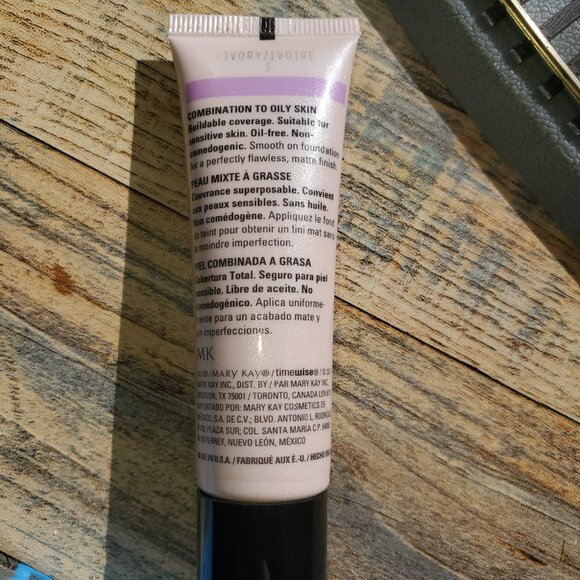 IVORY/IVOIRE
COMBINATION TO OILY SKIN
Buildable coverage. Suitable for
sensitive skin. Oil-free. Non-
comedogenic. Smooth on foundation
for a perfectly flawless, matte finish.
PEAU MIXTE À GRASSE
Couvrance superposable. Convient
aux peaux sensibles. Sans huile.
Non comédogène. Appliquez le fond
de teint pour obtenir un fini mat sans
la moindre imperfection.
PIEL COMBINADA A GRASA
Cobertura Total. Seguro para piel
sensible. Libre de aceite. No
comedogénico. Aplica uniforme-
mente para un acabado mate y
sin imperfecciones.
MK
/MARY KAY®/timewise®/
MARY KAY INC., DIST. BY / PAR MARY KAY INC.
TX 75001 / TORONTO, CANADA
IMPORTADO POR: MARY KAY COSMETICS DE
MÉXICO, S.A. DE C.V.; BLVD. ANTONIO L.
PLAZA SUR; COL. SANTA MARIA C.P.
MONTERREY, NUEVO LEÓN, MÉXICO
MADE IN U.S.A. / FABRIQUÉ AUX É.-U. / HECHO EN